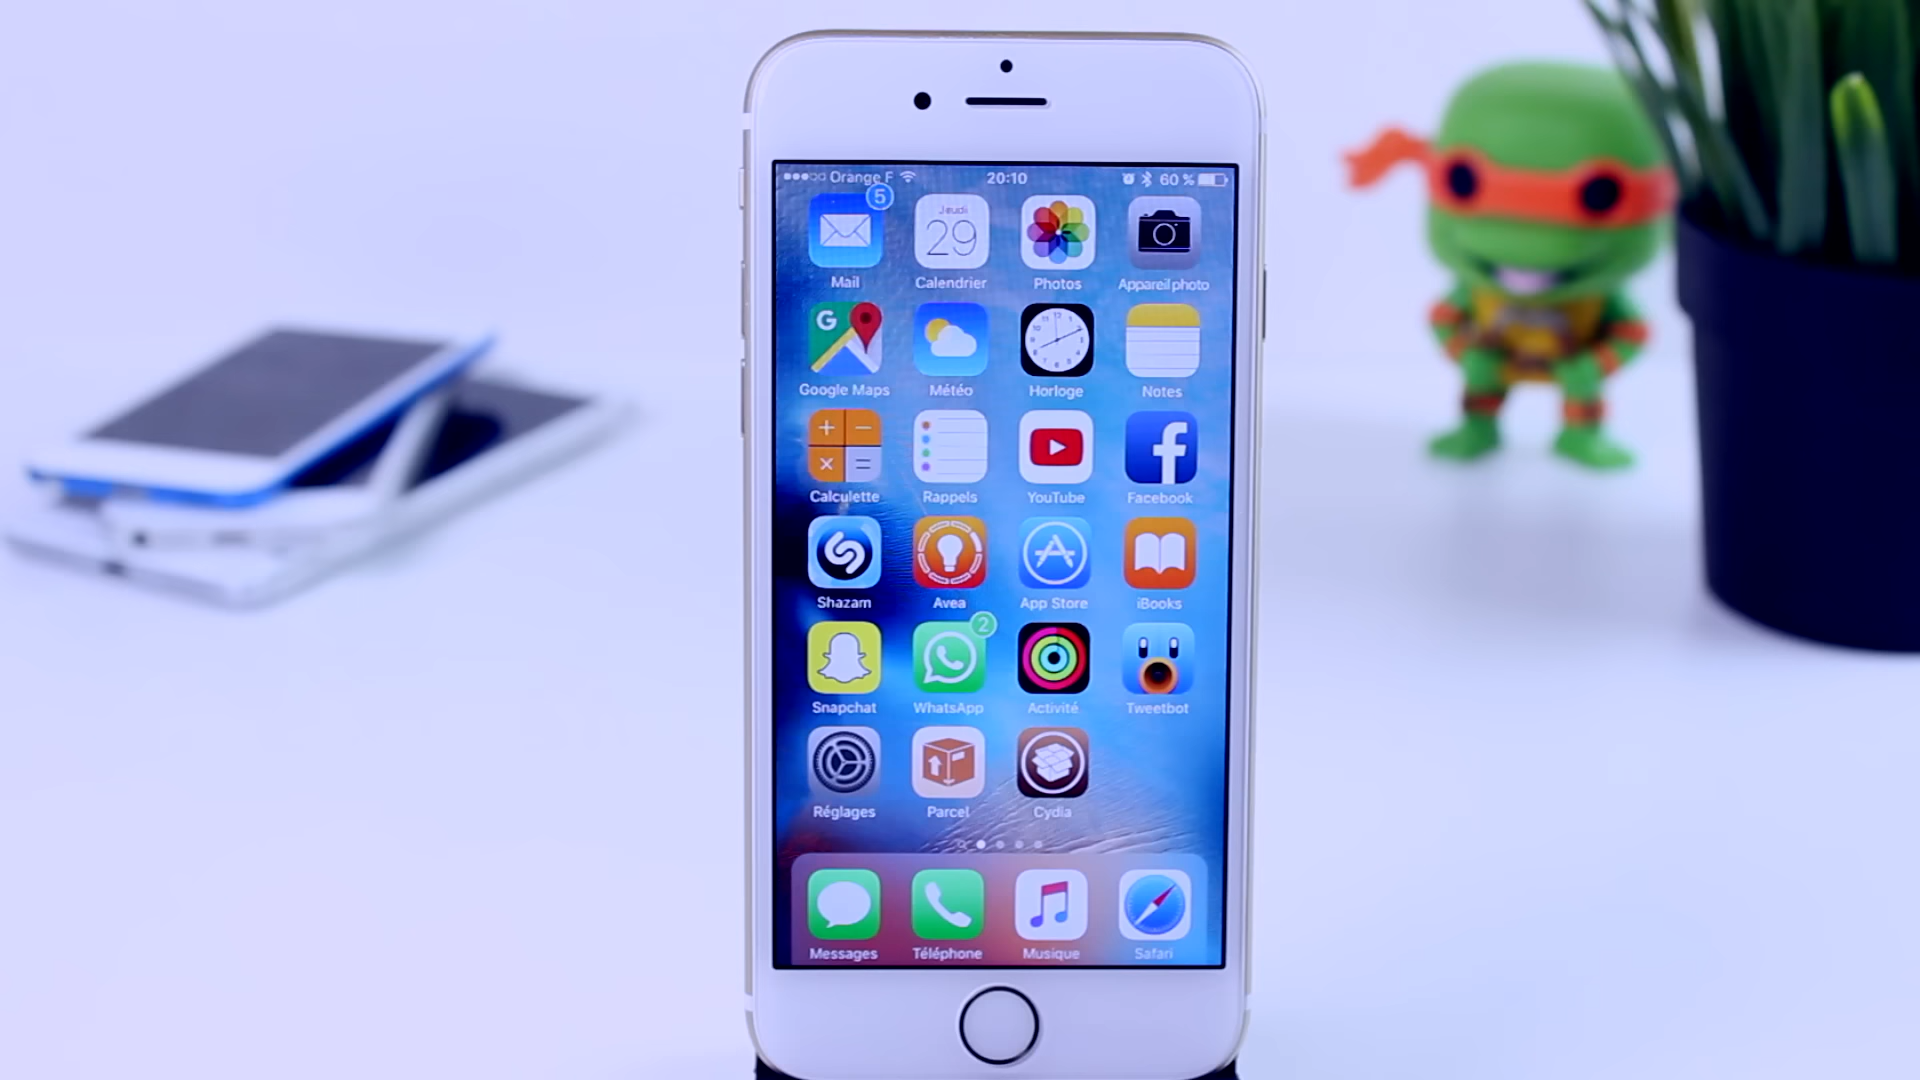 Orange F 20:10 60 %
5
Jeudi
29
Mail Calendrier Photos Appareil photo
G
Google Maps Météo Horloge Notes
Calculette Rappels YouTube Facebook
Shazam Avea App Store iBooks
2
Snapchat WhatsApp Activité Tweetbot
Réglages Parcel Cydia
Messages Téléphone Musique Safari